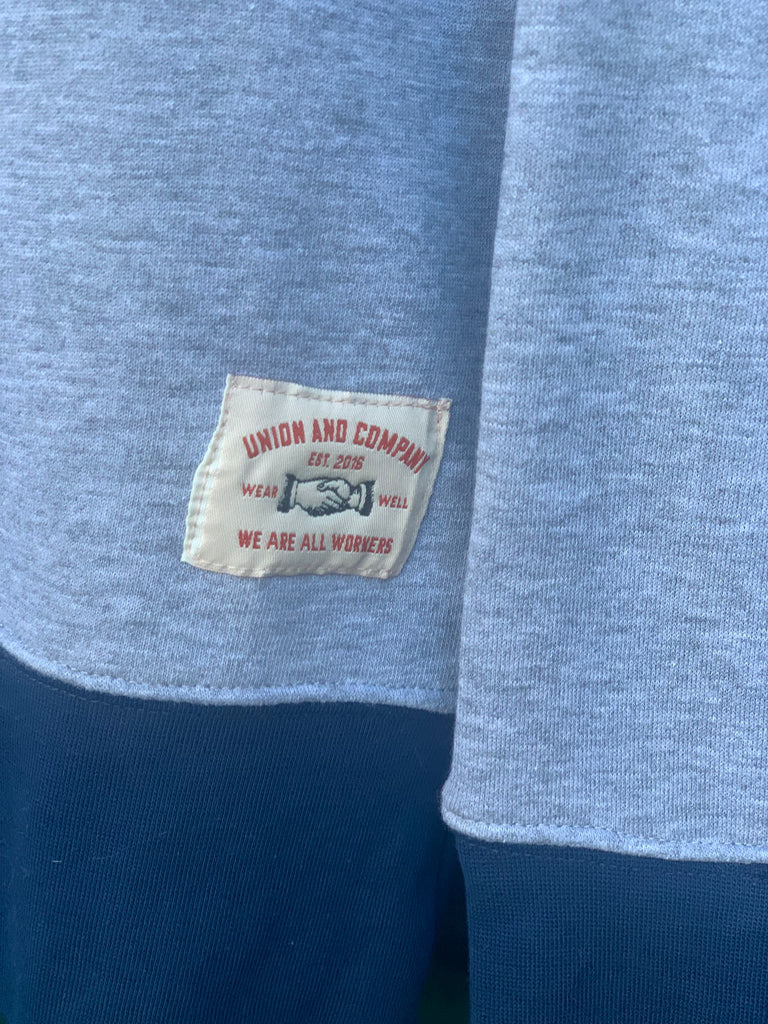 UNION AND COMPANY
EST. 2016
WEAR WELL
WE ARE ALL WORKERS